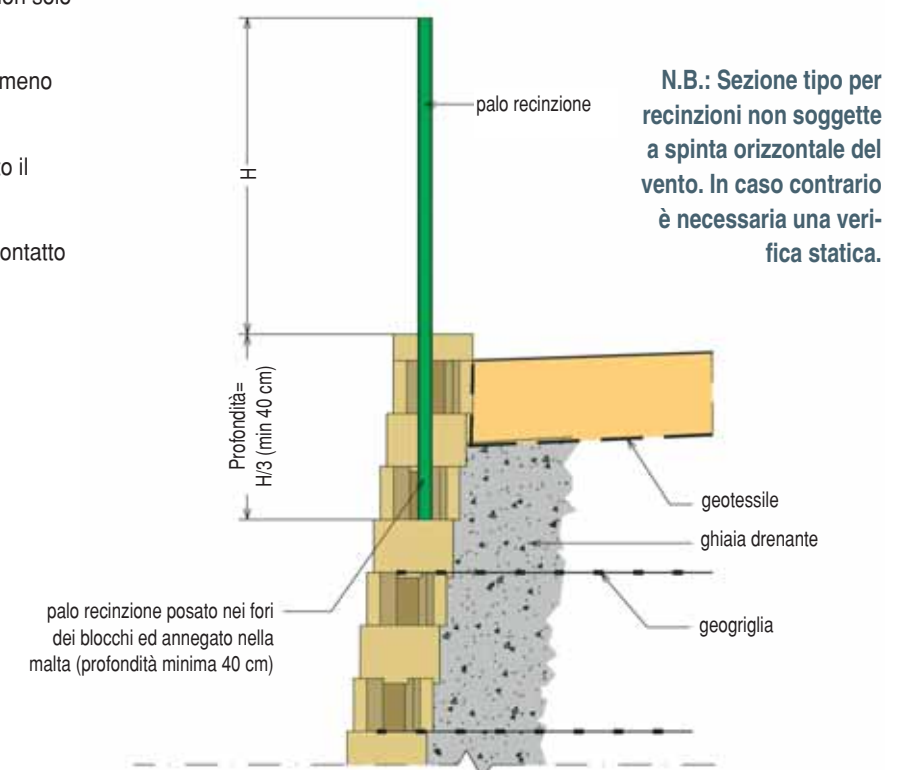 on solo
meno
o il
ontatto
H
palo recinzione
N.B.: Sezione tipo per
recinzioni non soggette
a spinta orizzontale del
vento. In caso contrario
è necessaria una veri-
fica statica.
Profondità=
H/3 (min 40 cm)
geotessile
ghiaia drenante
geogriglia
palo recinzione posato nei fori
dei blocchi ed annegato nella
malta (profondità minima 40 cm)